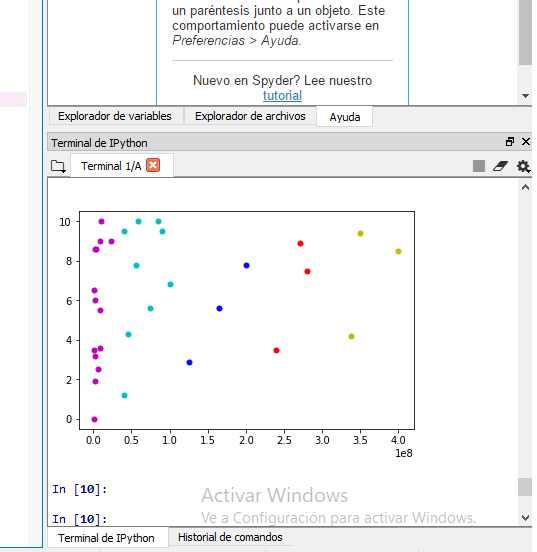 un paréntesis junto a un objeto. Este
comportamiento puede activarse en
Preferencias > Ayuda.
Nuevo en Spyder? Lee nuestro
tutorial
Explorador de variables Explorador de archivos Ayuda
Terminal de IPython
Terminal 1/A
10
8
6
4
2
0
0.0 0.5 1.0 1.5 2.0 2.5 3.0 3.5 4.0
1e8
In [10]:
Activar Windows
In [10]:
Ve a Configuración para activar Windows.
Terminal de IPython Historial de comandos